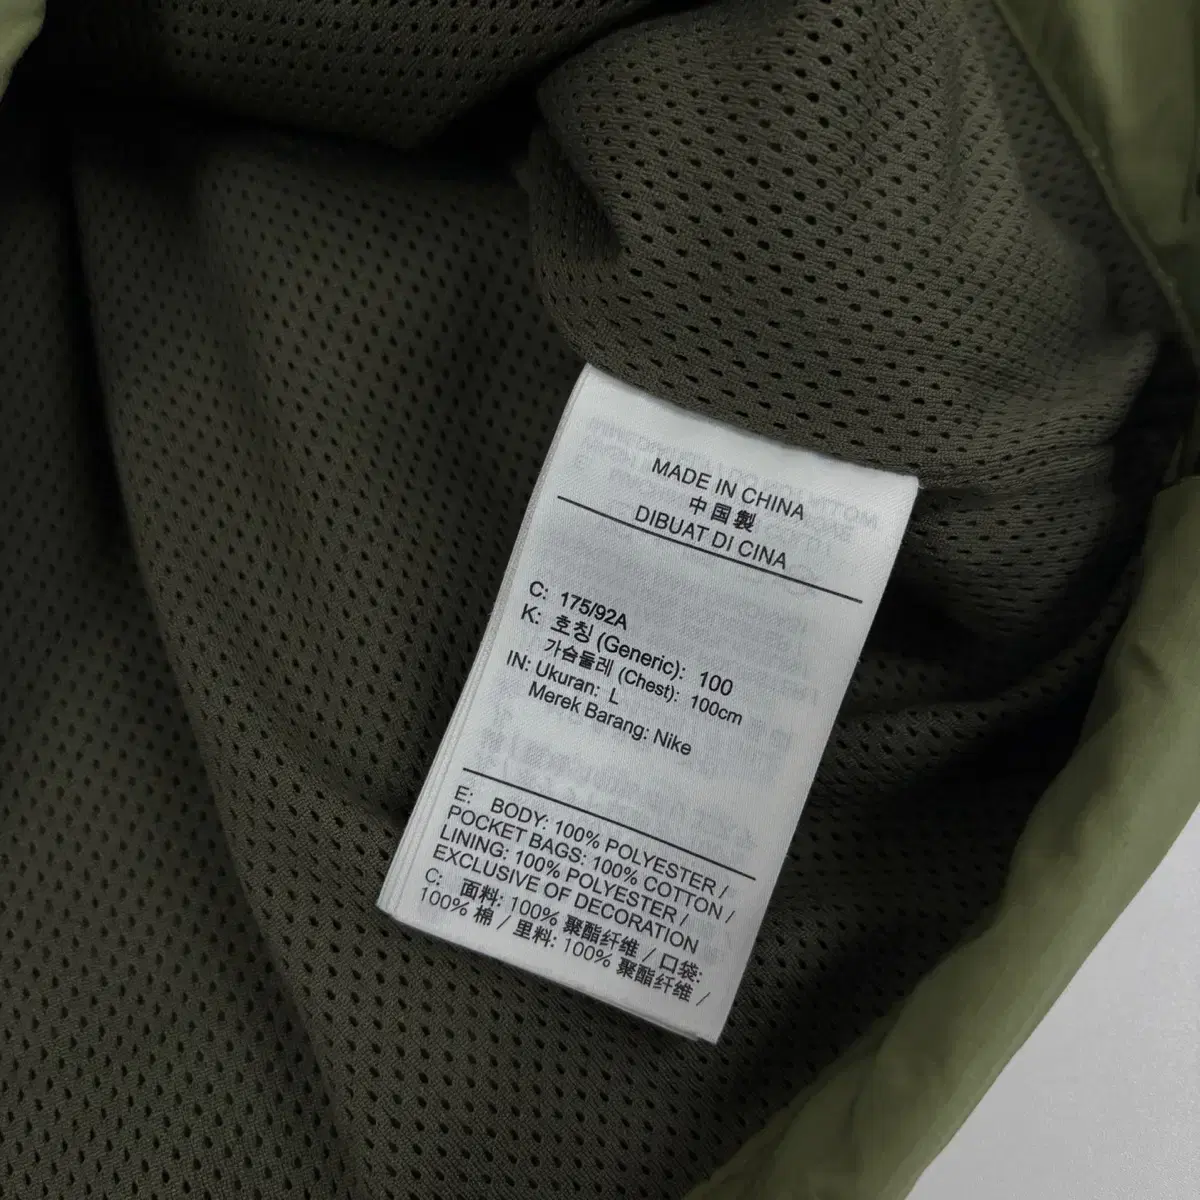 MADE IN CHINA
中国製
DIBUAT DI CINA
C: 175/92A
K: 호칭 (Generic): 100
가슴둘레 (Chest): 100cm
IN: Ukuran: L
Merek Barang: Nike
E: BODY: 100% POLYESTER /
POCKET BAGS: 100% COTTON /
LINING: 100% POLYESTER /
EXCLUSIVE OF DECORATION
C: 面料: 100% 聚酯纤维 / 口袋:
100% 棉 / 里料: 100% 聚酯纤维 /